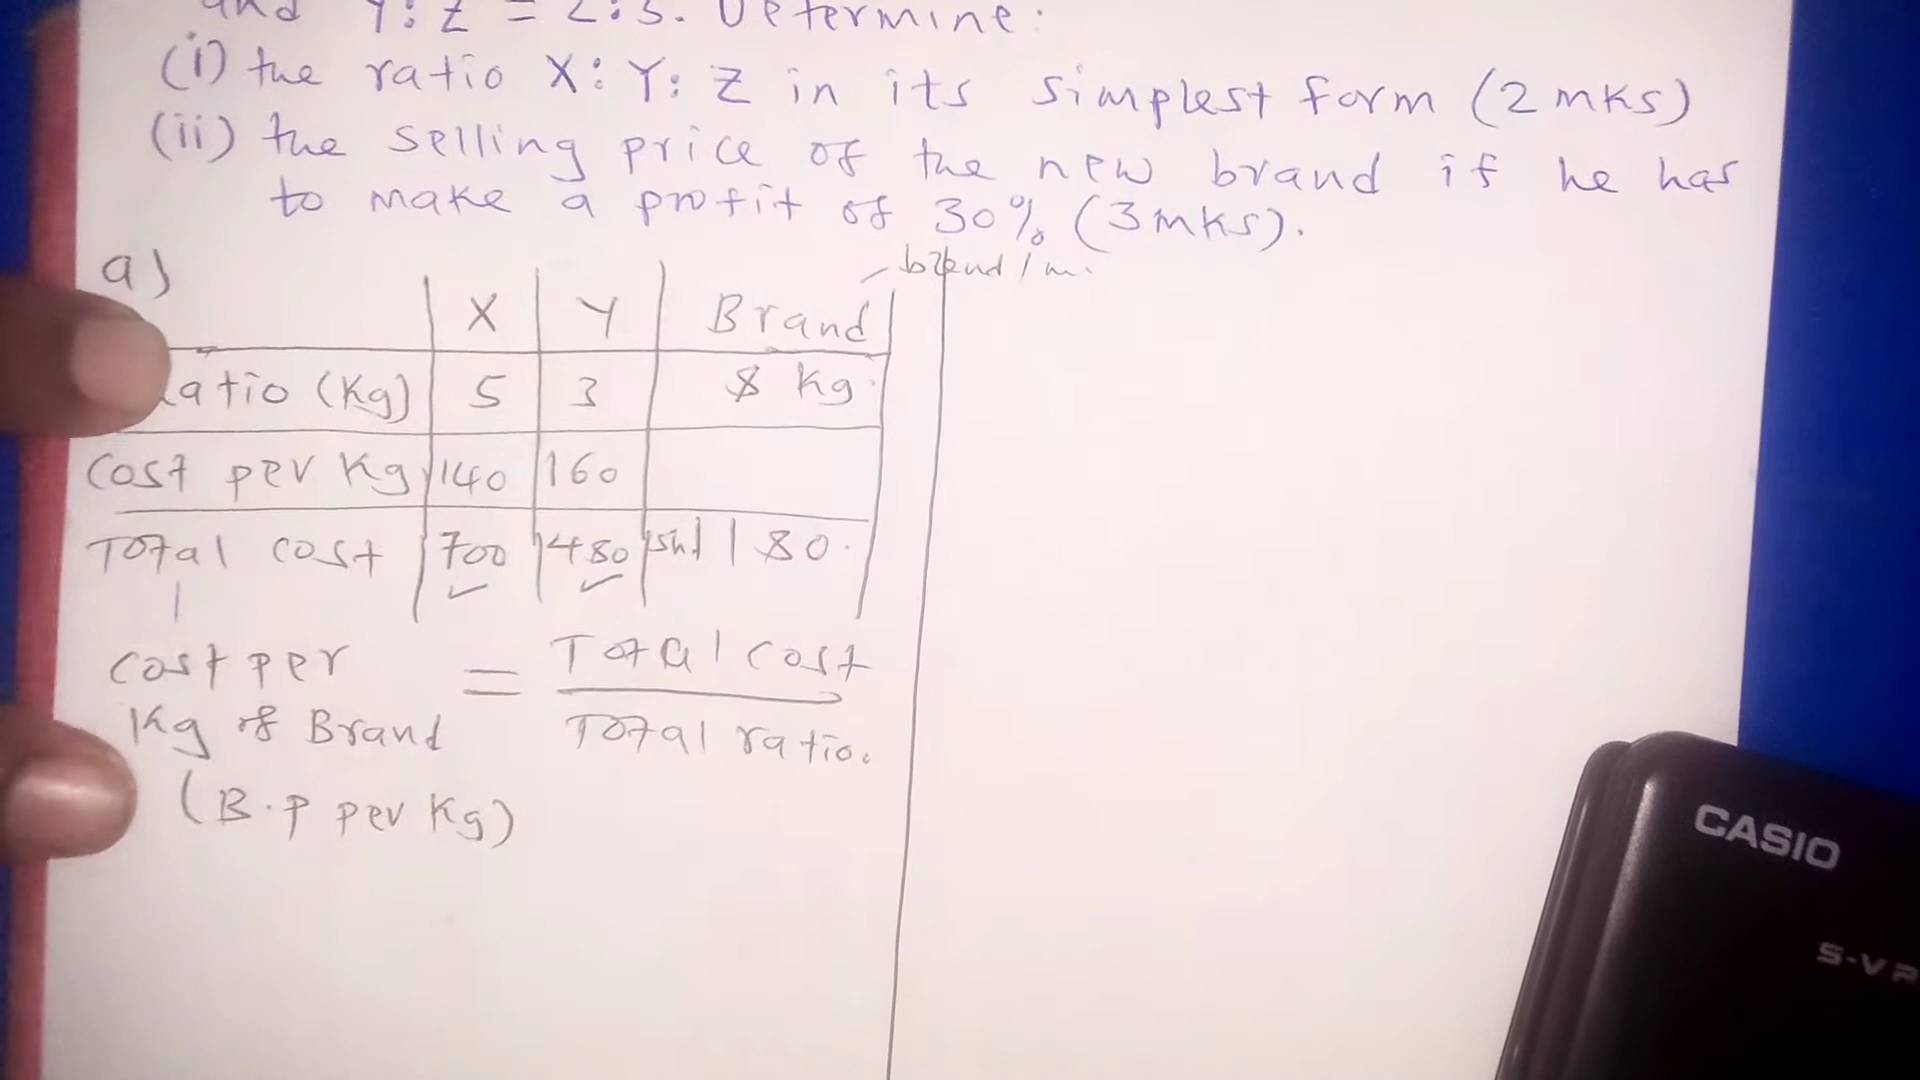 and Y:Z = 2:3. Determine:
(i) the ratio X:Y:Z in its simplest form (2mks)
(ii) the selling price of the new brand if he has
to make a profit of 30% (3mks).
a)
blend / m.
X Y Brand
atio (Kg) 5 3 8 Kg.
Cost per Kg 140 160
Total cost 700 480 sh 1180.
Cost per Kg of Brand = Total cost / Total ratio.
(B.P per Kg)
CASIO
S-V.P